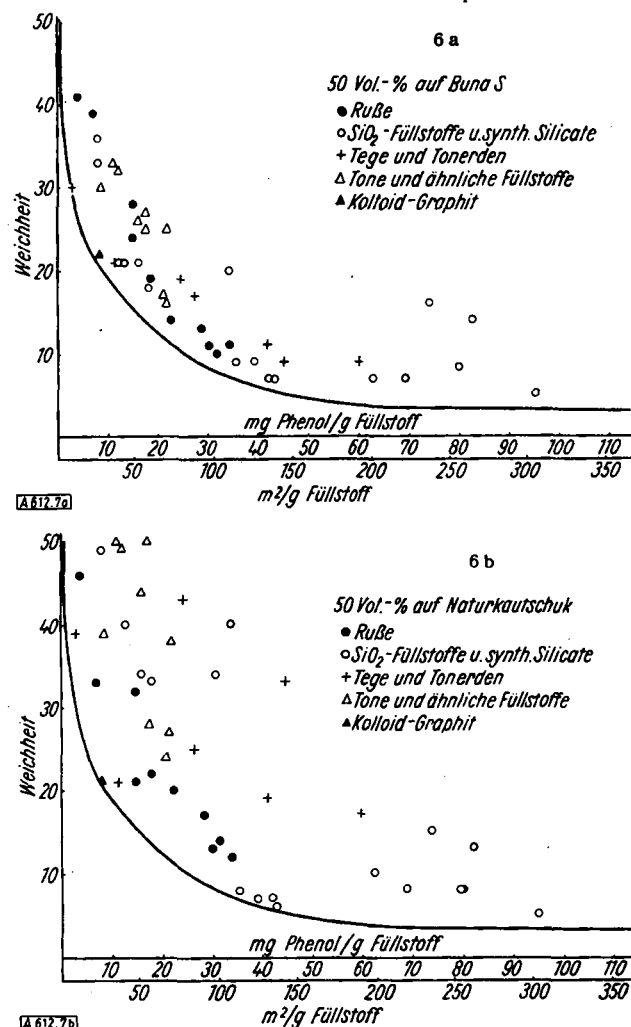 6a
50 Vol.-% auf Buna S
● Ruße
○ SiO₂-Füllstoffe u. synth. Silicate
+ Tege und Tonerden
△ Tone und ähnliche Füllstoffe
▲ Kolloid-Graphit
Weichheit
50
40
30
20
10
mg Phenol/g Füllstoff
10 20 30 40 50 60 70 80 90 100 110
50 100 150 200 250 300 350
m²/g Füllstoff
A 612.7a
6b
50 Vol.-% auf Naturkautschuk
● Ruße
○ SiO₂-Füllstoffe u. synth. Silicate
+ Tege und Tonerden
△ Tone und ähnliche Füllstoffe
▲ Kolloid-Graphit
Weichheit
50
40
30
20
10
mg Phenol/g Füllstoff
10 20 30 40 50 60 70 80 90 100 110
50 100 150 200 250 300 350
m²/g Füllstoff
A 612.7b